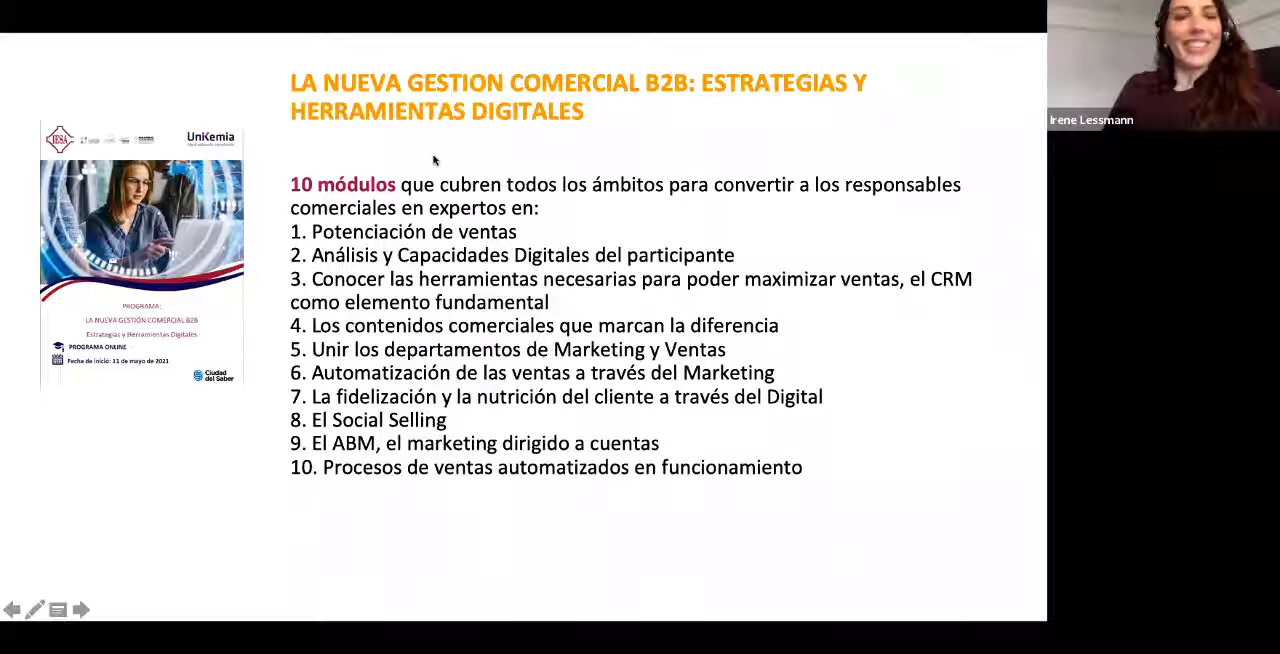 LA NUEVA GESTION COMERCIAL B2B: ESTRATEGIAS Y
HERRAMIENTAS DIGITALES
10 módulos que cubren todos los ámbitos para convertir a los responsables
comerciales en expertos en:
1. Potenciación de ventas
2. Análisis y Capacidades Digitales del participante
3. Conocer las herramientas necesarias para poder maximizar ventas, el CRM
como elemento fundamental
4. Los contenidos comerciales que marcan la diferencia
5. Unir los departamentos de Marketing y Ventas
6. Automatización de las ventas a través del Marketing
7. La fidelización y la nutrición del cliente a través del Digital
8. El Social Selling
9. El ABM, el marketing dirigido a cuentas
10. Procesos de ventas automatizados en funcionamiento
IESA
UniKemia
PROGRAMA:
LA NUEVA GESTIÓN COMERCIAL B2B
Estrategias y Herramientas Digitales
PROGRAMA ONLINE
Fecha de inicio: 11 de mayo de 2021
Ciudad
del Saber
Irene Lessmann